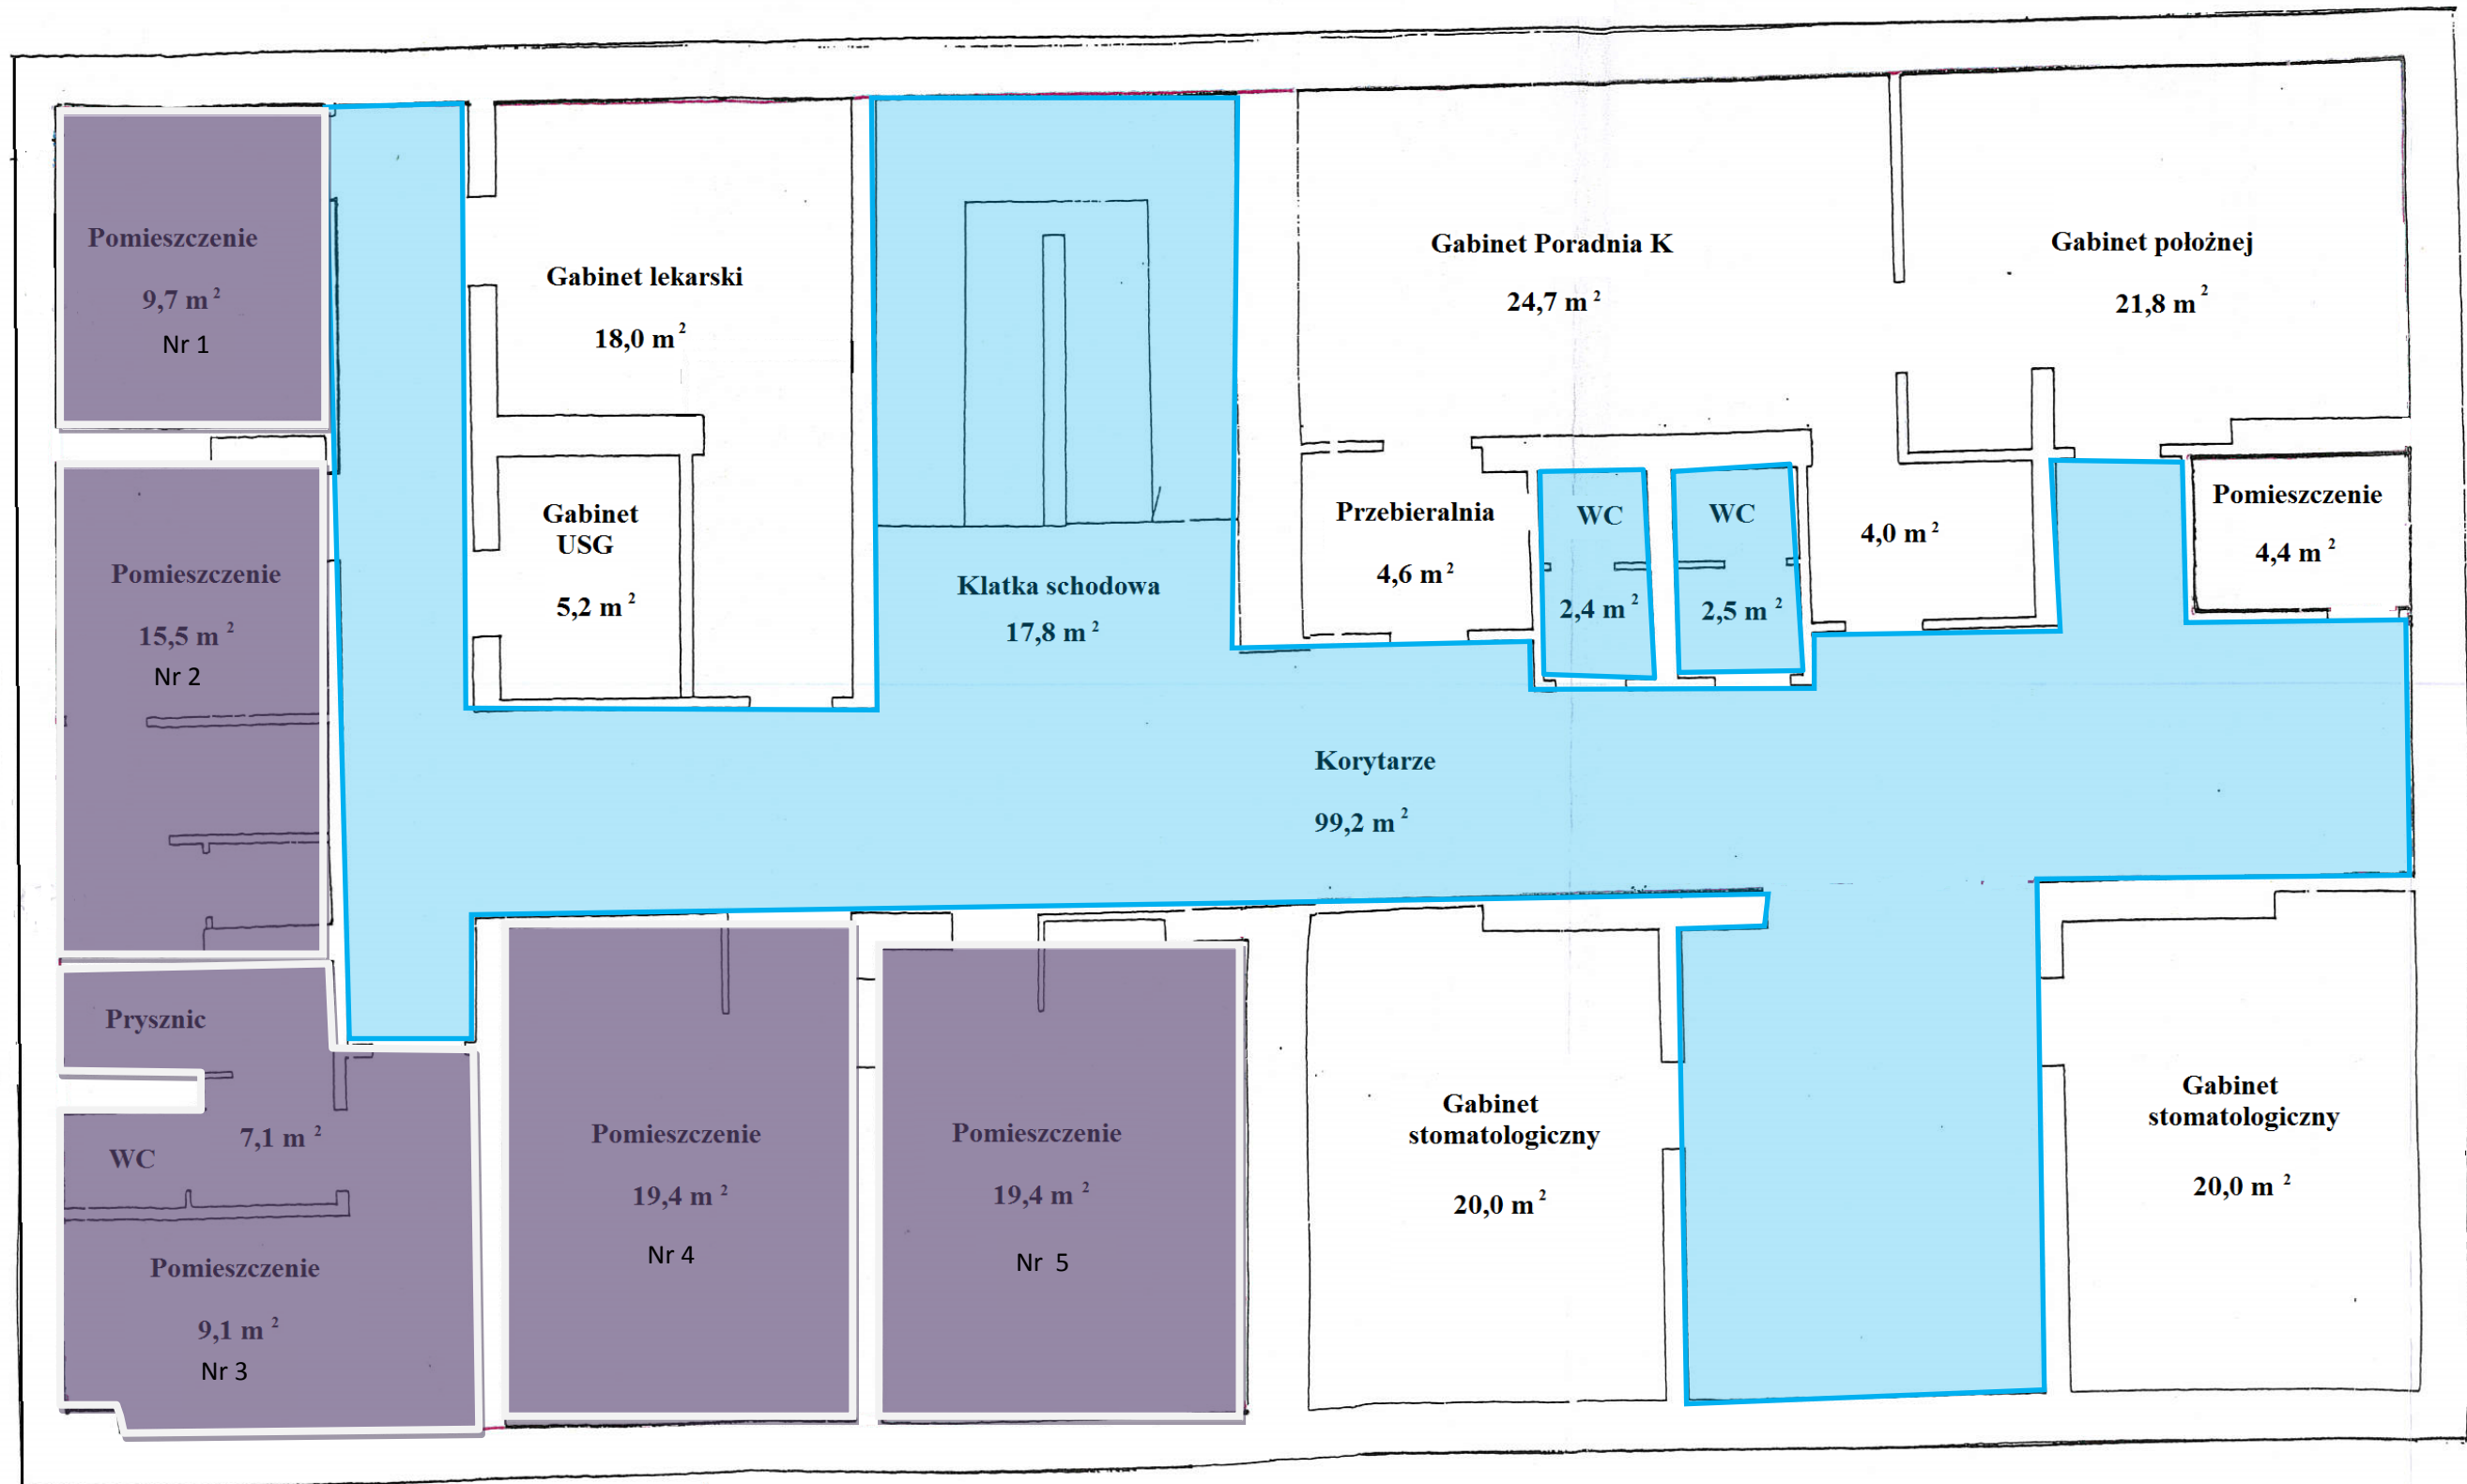 Pomieszczenie
9,7 m²
Nr 1
Gabinet lekarski
18,0 m²
Gabinet Poradnia K
24,7 m²
Gabinet położnej
21,8 m²
Pomieszczenie
15,5 m²
Nr 2
Gabinet
USG
5,2 m²
Klatka schodowa
17,8 m²
Przebieralnia
4,6 m²
WC
2,4 m²
WC
2,5 m²
4,0 m²
Pomieszczenie
4,4 m²
Korytarze
99,2 m²
Prysznic
7,1 m²
WC
Pomieszczenie
9,1 m²
Nr 3
Pomieszczenie
19,4 m²
Nr 4
Pomieszczenie
19,4 m²
Nr 5
Gabinet
stomatologiczny
20,0 m²
Gabinet
stomatologiczny
20,0 m²